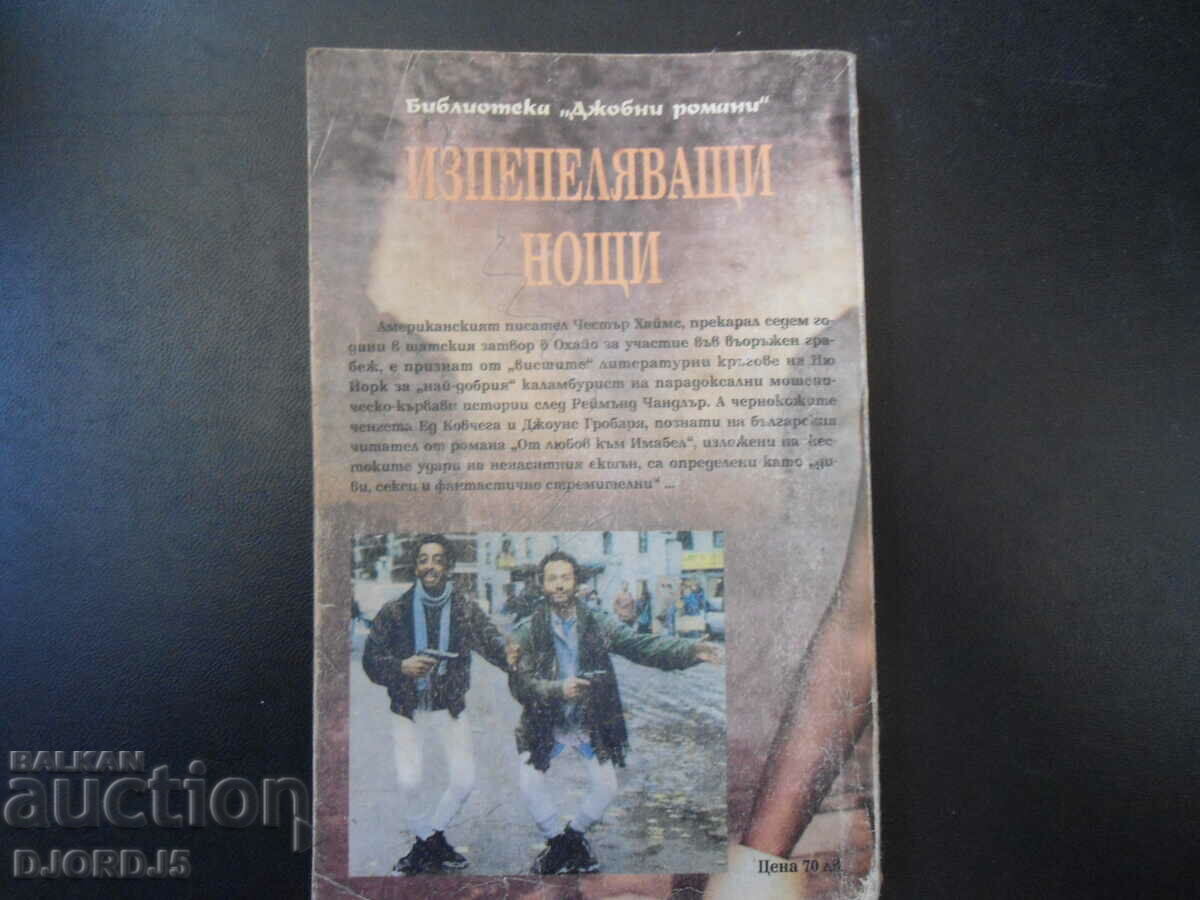 Библиотека „Джобни романи“
ИЗПЕПЕЛЯВАЩИ
НОЩИ
Американският писател Честър Хаймс, прекарал седем го-
дини в щатския затвор в Охайо за участие във въоръжен гра-
беж, е признат от „висшите“ литературни кръгове на Ню
Йорк за „най-добрия“ каламбурист на парадоксални мошени-
ческо-кървави истории след Реймънд Чандлър. А чернокожите
ченгета Ед Ковчега и Джоунс Гробаря, познати на българския
читател от романа „От любов към Имабел“, изложени на жес-
токите удари на ненаситния екшън, са определени като „ди-
ви, секси и фантастично стремителни“ ...
Цена 70 лв.
BALKAN
auction
DJORD_J5